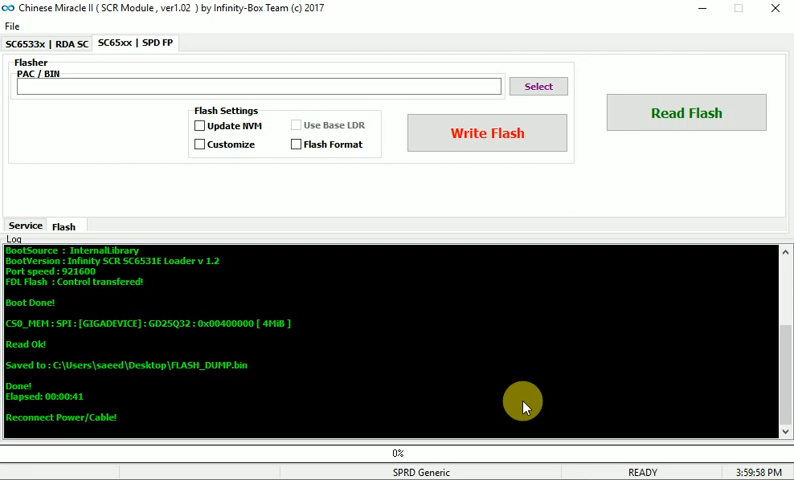 Chinese Miracle II ( SCR Module , ver1.02 ) by Infinity-Box Team (c) 2017
File
SC6533x | RDA SC
SC65xx | SPD FP
Flasher
PAC / BIN
Select
Read Flash
Flash Settings
Update NVM
Use Base LDR
Customize
Flash Format
Write Flash
Service
Flash
Log
BootSource : InternalLibrary
BootVersion : Infinity SCR SC6531E Loader v 1.2
Port speed : 921600
FDL Flash : Control transfered!
Boot Done!
CS0_MEM : SPI : [GIGADEVICE] : GD25Q32 : 0x00400000 [ 4MiB ]
Read Ok!
Saved to : C:\Users\saeed\Desktop\FLASH_DUMP.bin
Done!
Elapsed: 00:00:41
Reconnect Power/Cable!
0%
SPRD Generic
READY
3:59:58 PM